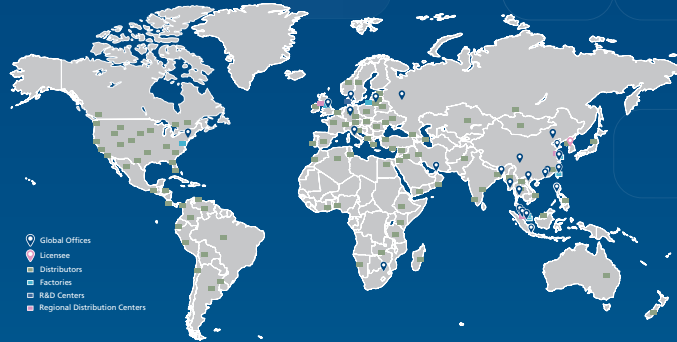 Global Offices
Licensee
Distributors
Factories
R&D Centers
Regional Distribution Centers